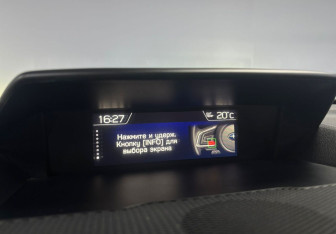 16:27
20°c
Нажмите и удерж.
Кнопку [INFO] для
выбора экрана